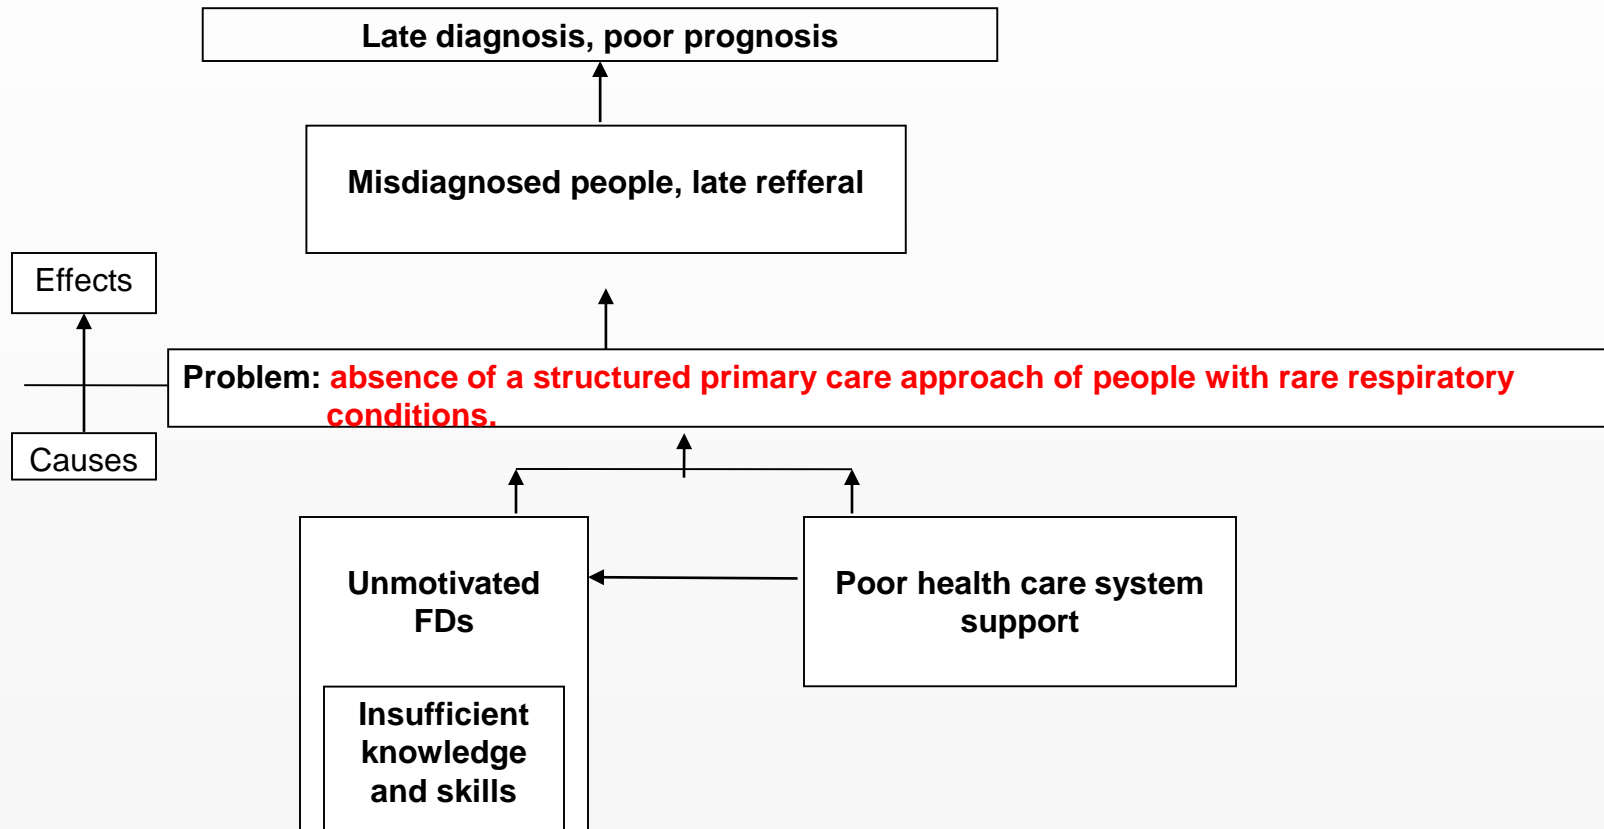 Late diagnosis, poor prognosis
Misdiagnosed people, late refferal
Effects
Problem: absence of a structured primary care approach of people with rare respiratory
conditions.
Causes
Unmotivated
FDs
Poor health care system
support
Insufficient
knowledge
and skills